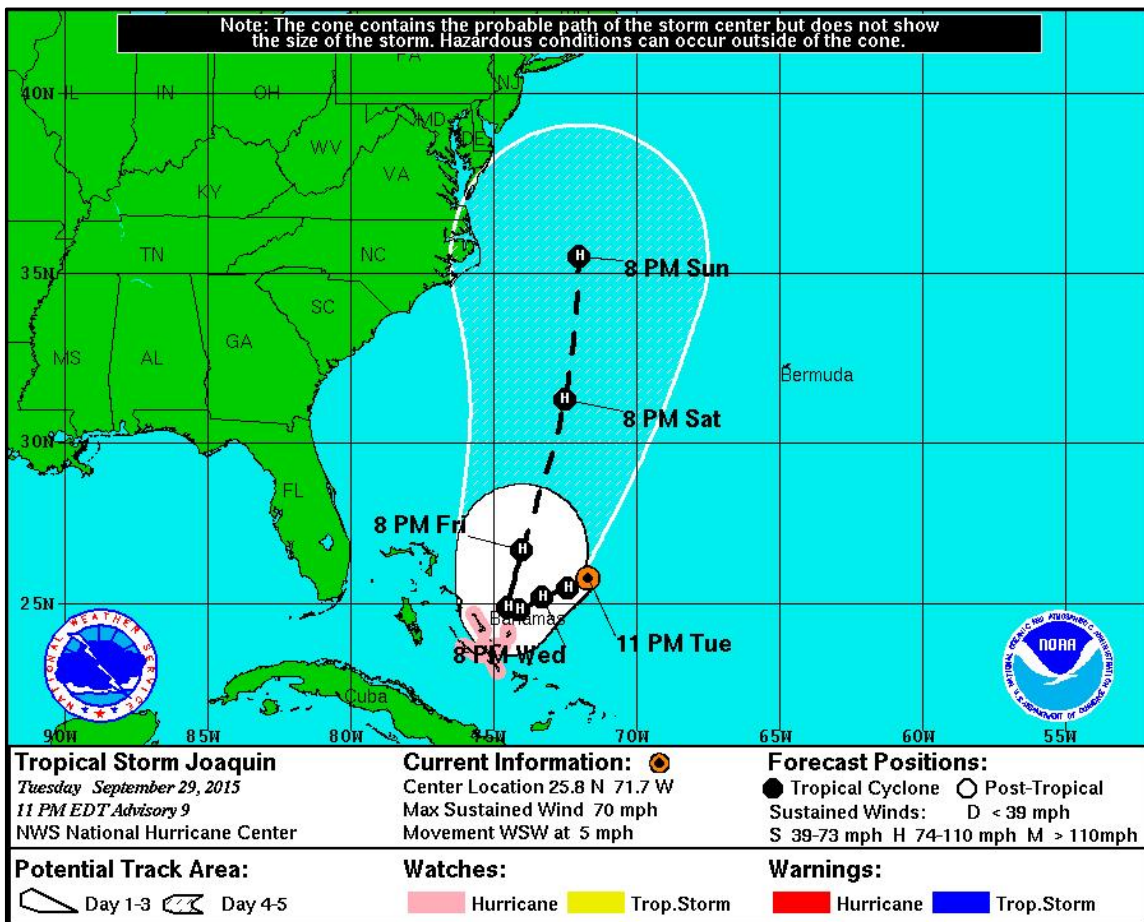 Note: The cone contains the probable path of the storm center but does not show
the size of the storm. Hazardous conditions can occur outside of the cone.
PA
NJ
40N
IL
IN
OH
MD
DE
WV
VA
KY
TN
NC
35N
8 PM Sun
SC
MS
AL
GA
Bermuda
8 PM Sat
30N
FL
8 PM Fri
25N
Bahamas
11 PM Tue
8 PM Wed
NATIONAL WEATHER SERVICE
NOAA
Cuba
90W
85W
80W
75W
70W
65W
60W
55W
Tropical Storm Joaquin
Tuesday September 29, 2015
11 PM EDT Advisory 9
NWS National Hurricane Center
Current Information:
Center Location 25.8 N 71.7 W
Max Sustained Wind 70 mph
Movement WSW at 5 mph
Forecast Positions:
Tropical Cyclone Post-Tropical
Sustained Winds: D < 39 mph
S 39-73 mph H 74-110 mph M > 110mph
Potential Track Area:
Day 1-3 Day 4-5
Watches:
Hurricane Trop.Storm
Warnings:
Hurricane Trop.Storm